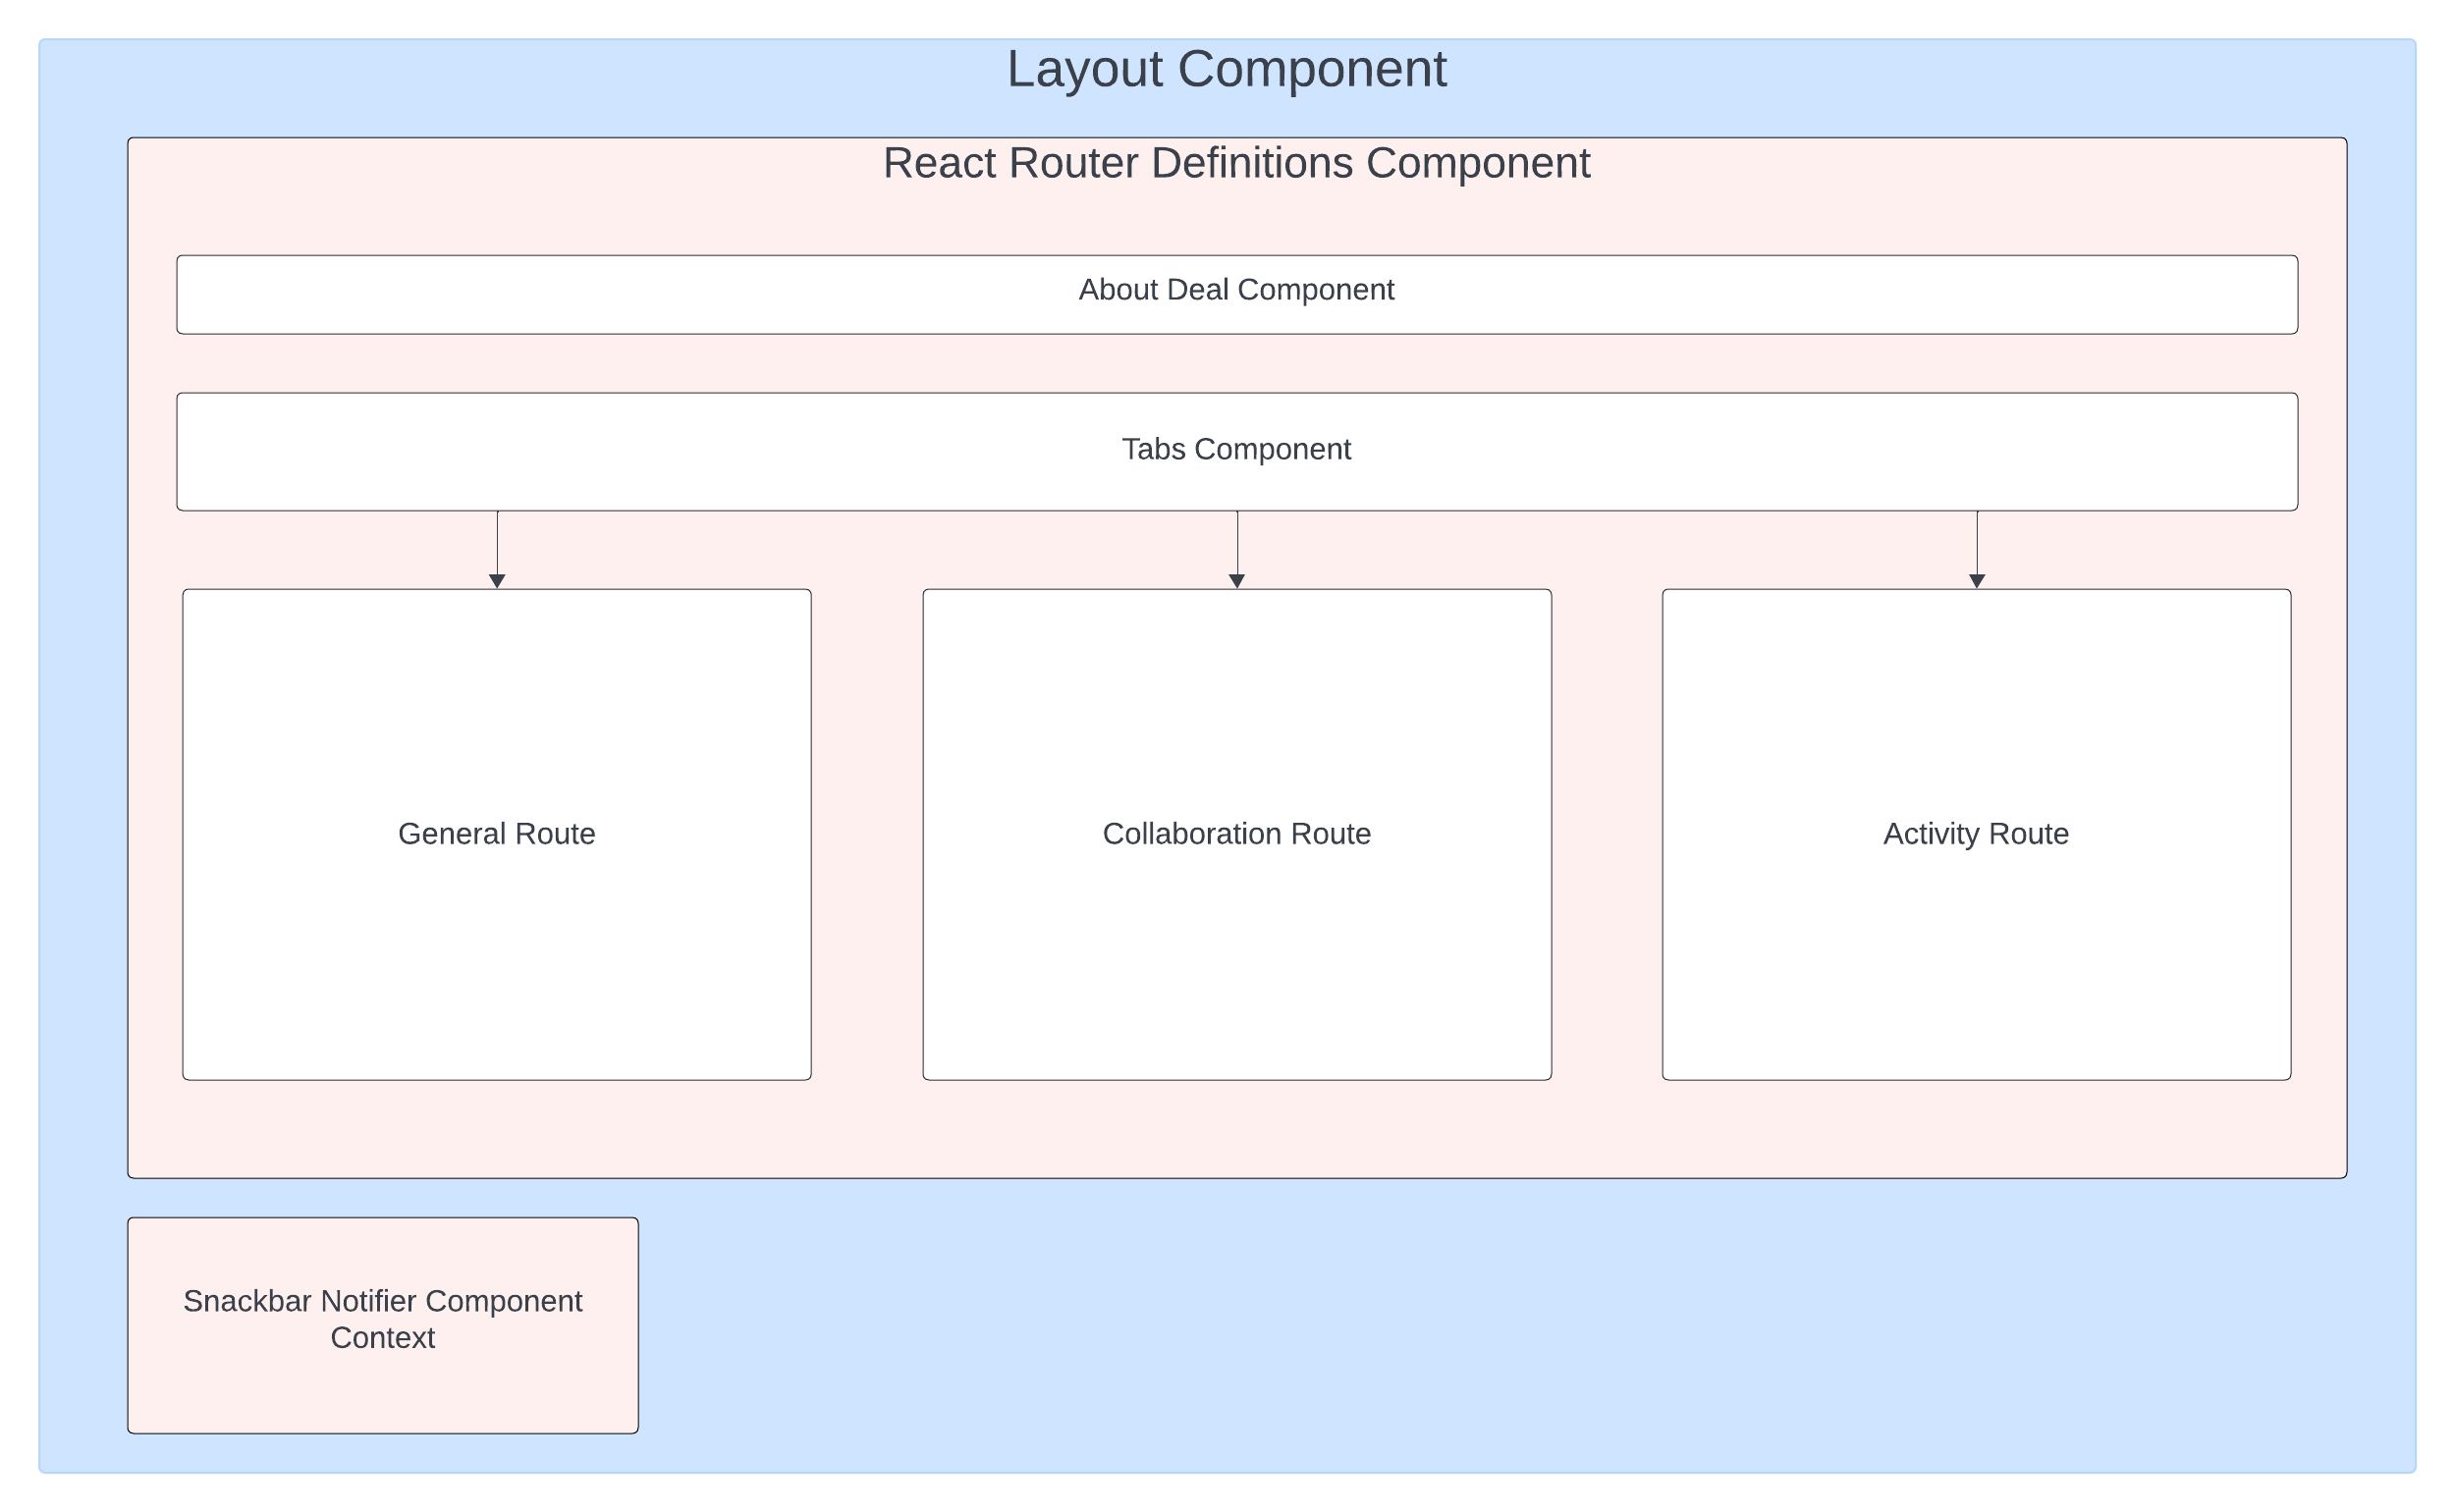 Layout Component
React Router Definitions Component
About Deal Component
Tabs Component
General Route
Collaboration Route
Activity Route
Snackbar Notifier Component
Context